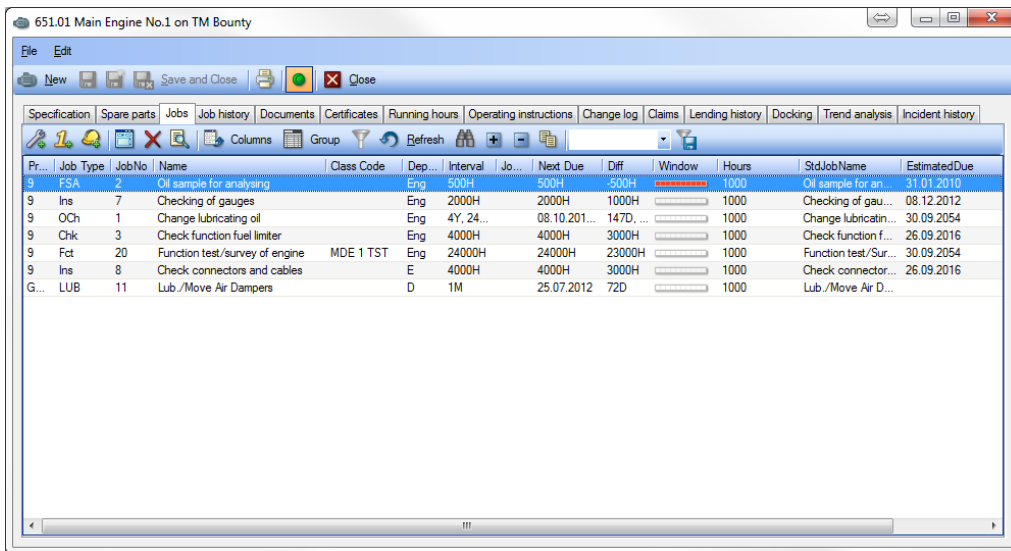 651.01 Main Engine No.1 on TM Bounty
File Edit
New Save and Close Close
Specification Spare parts Jobs Job history Documents Certificates Running hours Operating instructions Change log Claims Lending history Docking Trend analysis Incident history
Columns Group Refresh
Pr... Job Type JobNo Name Class Code Dep... Interval Jo... Next Due Diff Window Hours StdJobName EstimatedDue
9 FSA 2 Oil sample for analysing Eng 500H 500H -500H 1000 Oil sample for an... 31.01.2010
9 Ins 7 Checking of gauges Eng 2000H 2000H 1000H 1000 Checking of gau... 08.12.2012
9 OCh 1 Change lubricating oil Eng 4Y, 24... 08.10.201... 147D, ... 1000 Change lubricatin... 30.09.2054
9 Chk 3 Check function fuel limiter Eng 4000H 4000H 3000H 1000 Check function f... 26.09.2016
9 Fct 20 Function test/survey of engine MDE 1 TST Eng 24000H 24000H 23000H 1000 Function test/Sur... 30.09.2054
9 Ins 8 Check connectors and cables E 4000H 4000H 3000H 1000 Check connector... 26.09.2016
G... LUB 11 Lub./Move Air Dampers D 1M 25.07.2012 72D 1000 Lub./Move Air D...